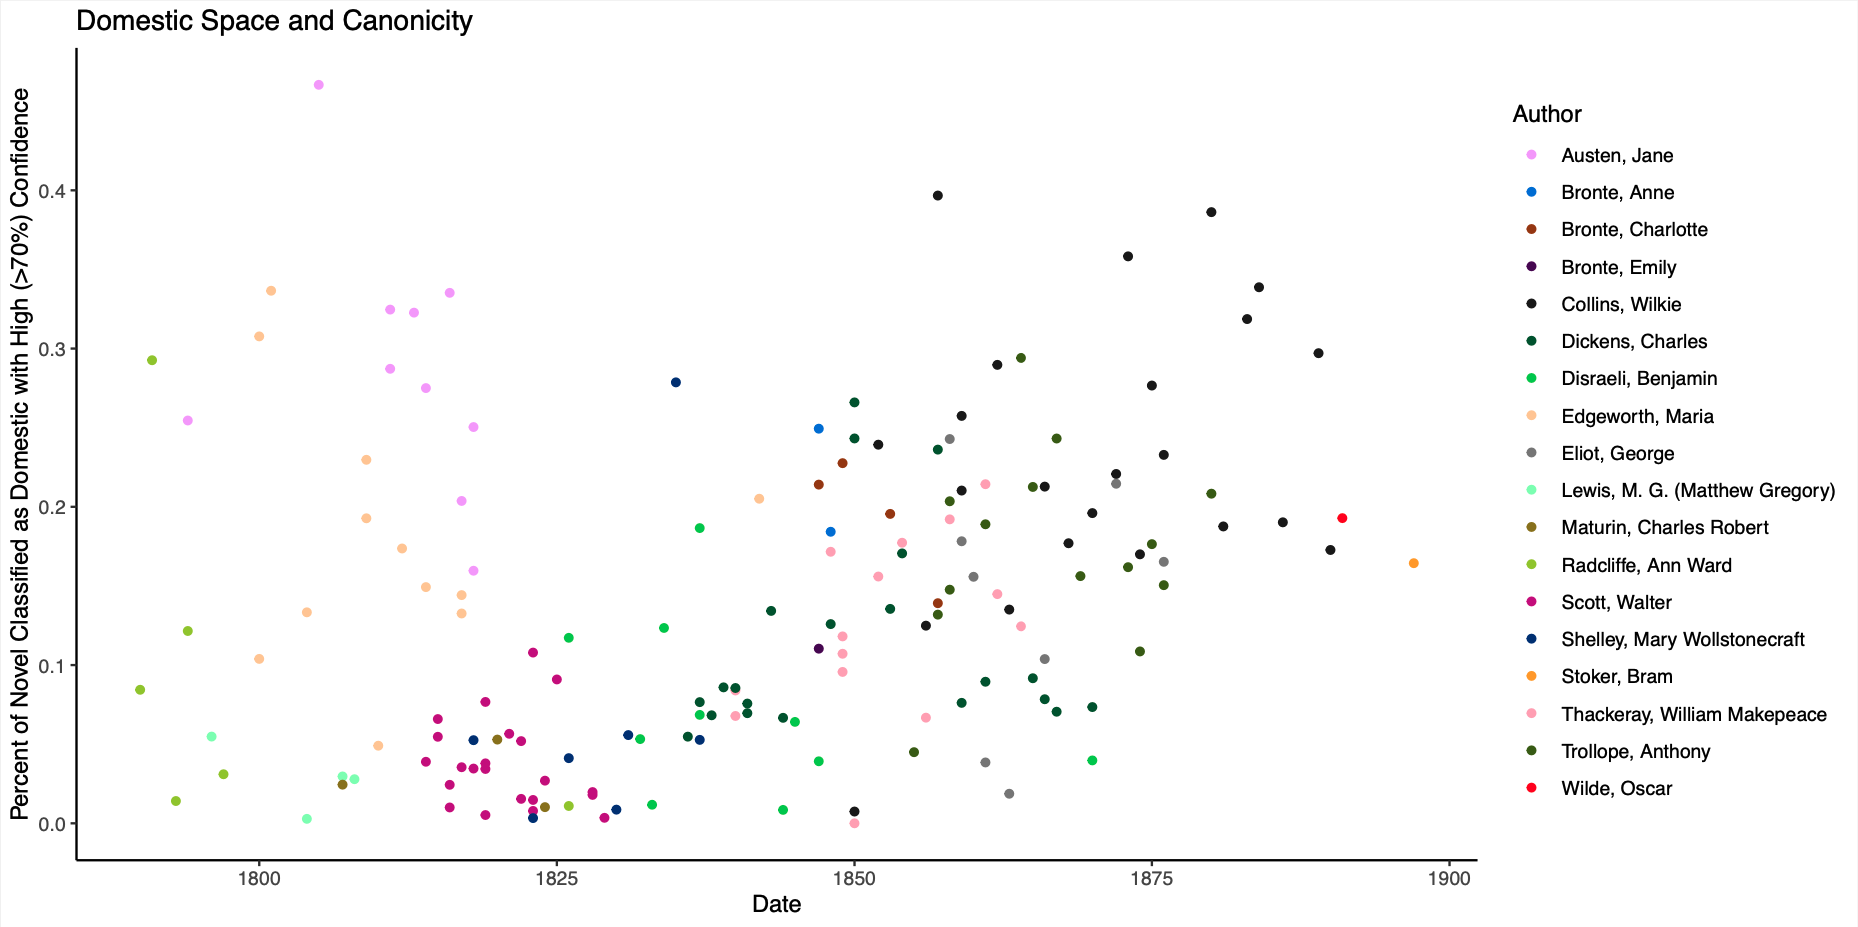 Domestic Space and Canonicity
Percent of Novel Classified as Domestic with High (>70%) Confidence
0.4
0.3
0.2
0.1
0.0
1800
1825
1850
1875
1900
Date
Author
Austen, Jane
Bronte, Anne
Bronte, Charlotte
Bronte, Emily
Collins, Wilkie
Dickens, Charles
Disraeli, Benjamin
Edgeworth, Maria
Eliot, George
Lewis, M. G. (Matthew Gregory)
Maturin, Charles Robert
Radcliffe, Ann Ward
Scott, Walter
Shelley, Mary Wollstonecraft
Stoker, Bram
Thackeray, William Makepeace
Trollope, Anthony
Wilde, Oscar